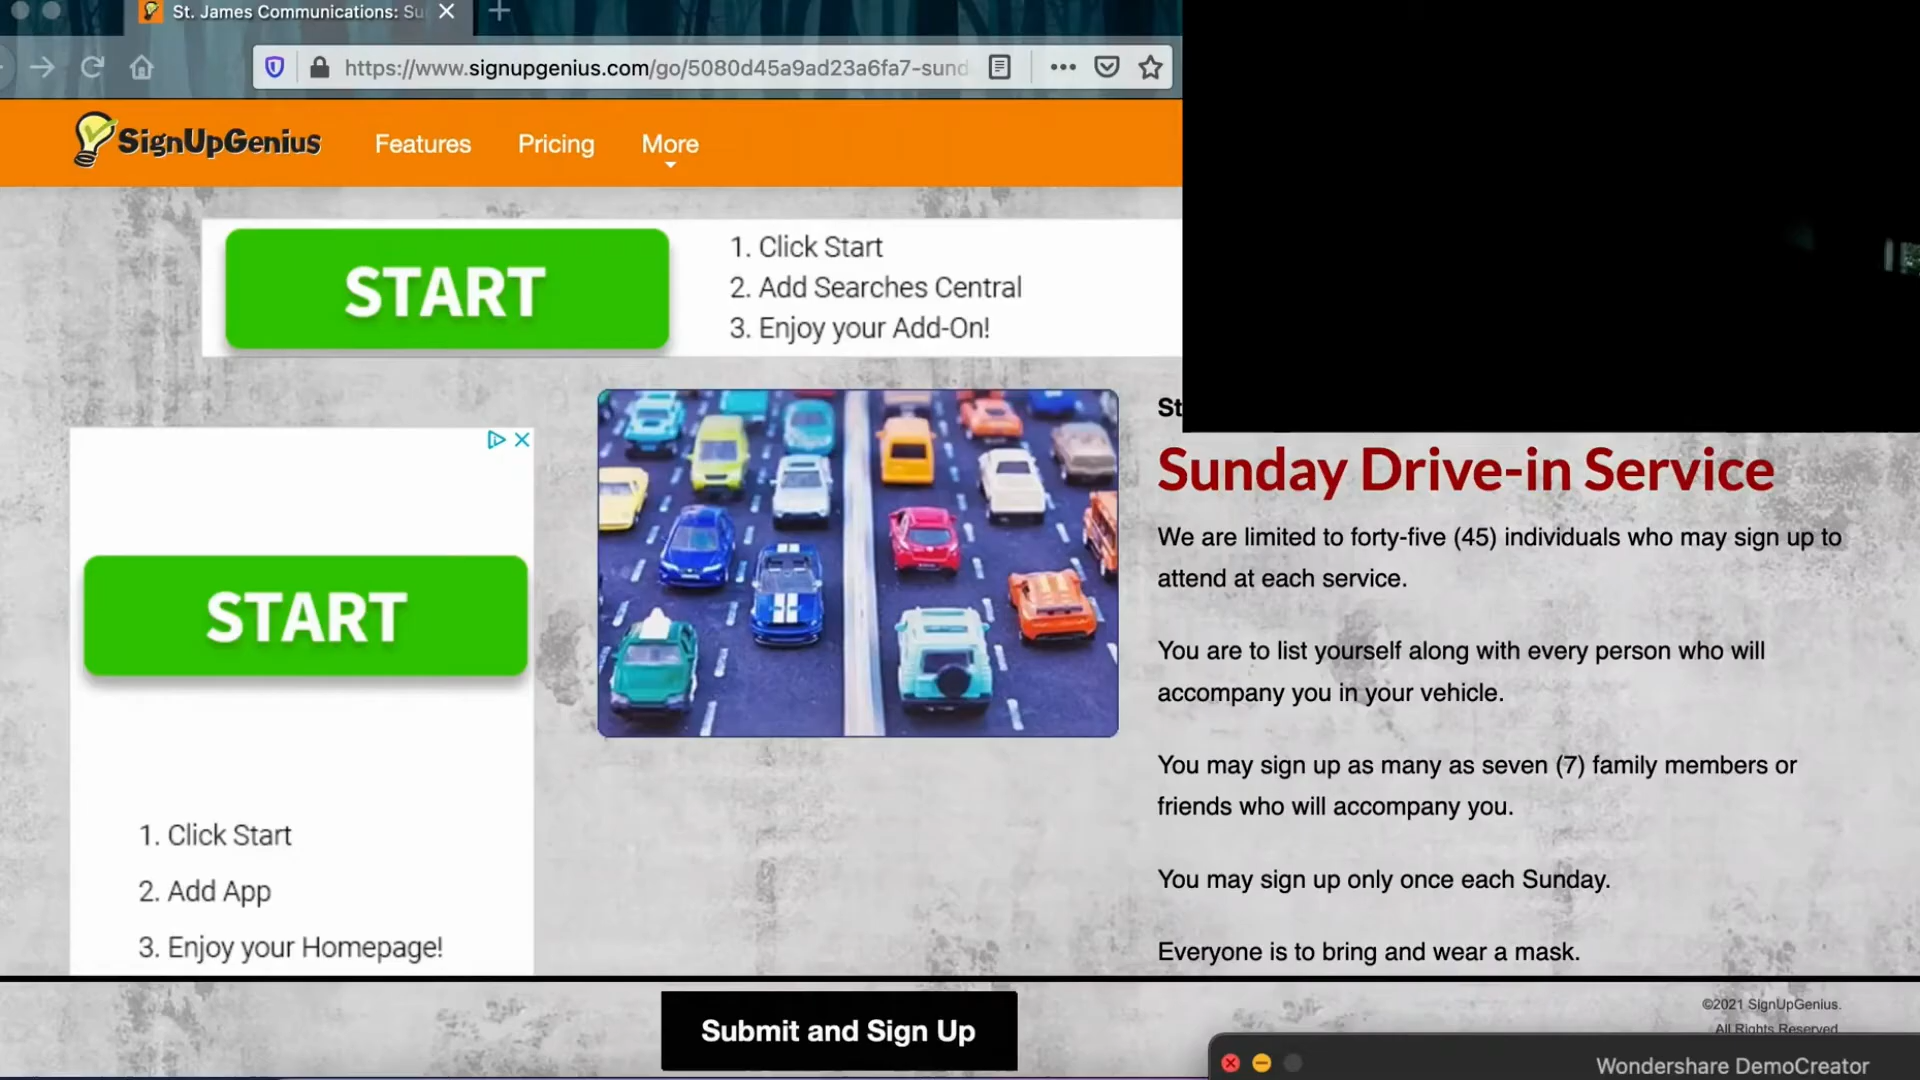 St. James Communications: Su
https://www.signupgenius.com/go/5080d45a9ad23a6fa7-sund
SignUpGenius
Features
Pricing
More
START
1. Click Start
2. Add Searches Central
3. Enjoy your Add-On!
START
1. Click Start
2. Add App
3. Enjoy your Homepage!
St
Sunday Drive-in Service
We are limited to forty-five (45) individuals who may sign up to
attend at each service.
You are to list yourself along with every person who will
accompany you in your vehicle.
You may sign up as many as seven (7) family members or
friends who will accompany you.
You may sign up only once each Sunday.
Everyone is to bring and wear a mask.
Submit and Sign Up
©2021 SignUpGenius.
All Rights Reserved
Wondershare DemoCreator